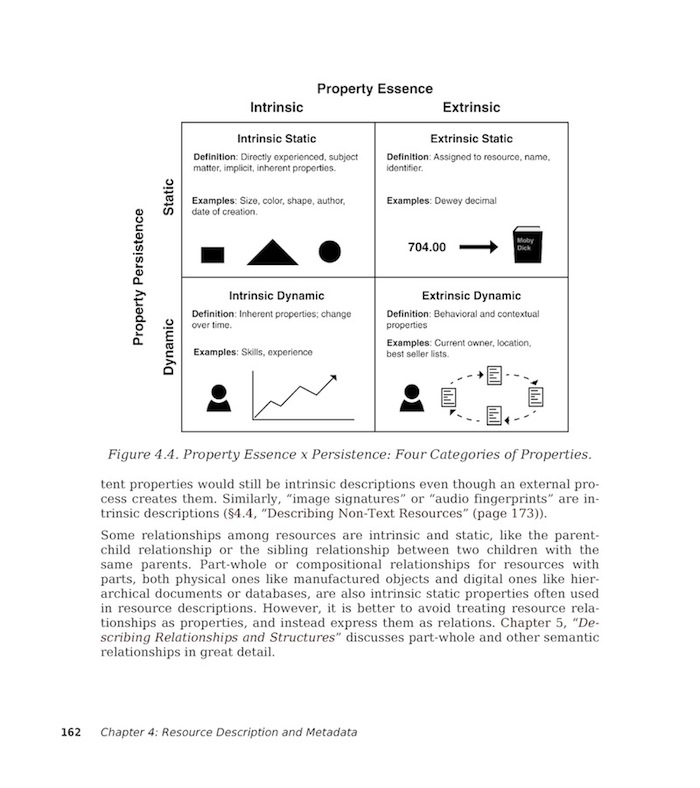 Property Essence
Intrinsic
Extrinsic
Property Persistence
Static
Dynamic
Intrinsic Static
Definition: Directly experienced, subject
matter, implicit, inherent properties.
Examples: Size, color, shape, author,
date of creation.
Extrinsic Static
Definition: Assigned to resource, name,
identifier.
Examples: Dewey decimal
704.00
Moby
Dick
Intrinsic Dynamic
Definition: Inherent properties; change
over time.
Examples: Skills, experience
Extrinsic Dynamic
Definition: Behavioral and contextual
properties
Examples: Current owner, location,
best seller lists.
Figure 4.4. Property Essence x Persistence: Four Categories of Properties.
tent properties would still be intrinsic descriptions even though an external pro-
cess creates them. Similarly, “image signatures” or “audio fingerprints” are in-
trinsic descriptions (§4.4, “Describing Non-Text Resources” (page 173)).
Some relationships among resources are intrinsic and static, like the parent-
child relationship or the sibling relationship between two children with the
same parents. Part-whole or compositional relationships for resources with
parts, both physical ones like manufactured objects and digital ones like hier-
archical documents or databases, are also intrinsic static properties often used
in resource descriptions. However, it is better to avoid treating resource rela-
tionships as properties, and instead express them as relations. Chapter 5, “De-
scribing Relationships and Structures” discusses part-whole and other semantic
relationships in great detail.
162 Chapter 4: Resource Description and Metadata